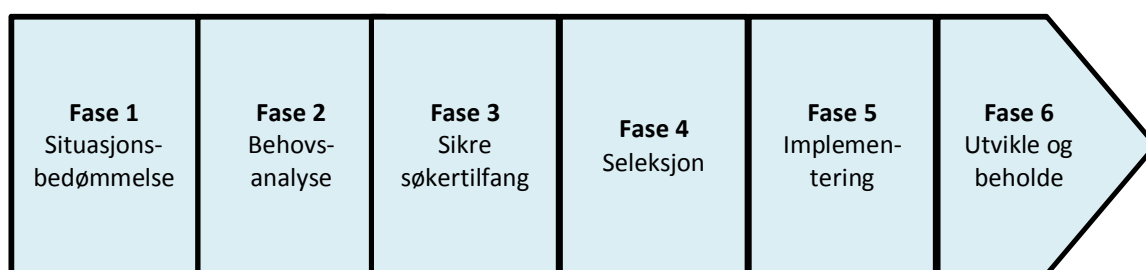 Fase 1
Situasjons-
bedømmelse
Fase 2
Behovs-
analyse
Fase 3
Sikre
søkertilfang
Fase 4
Seleksjon
Fase 5
Implemen-
tering
Fase 6
Utvikle og
beholde